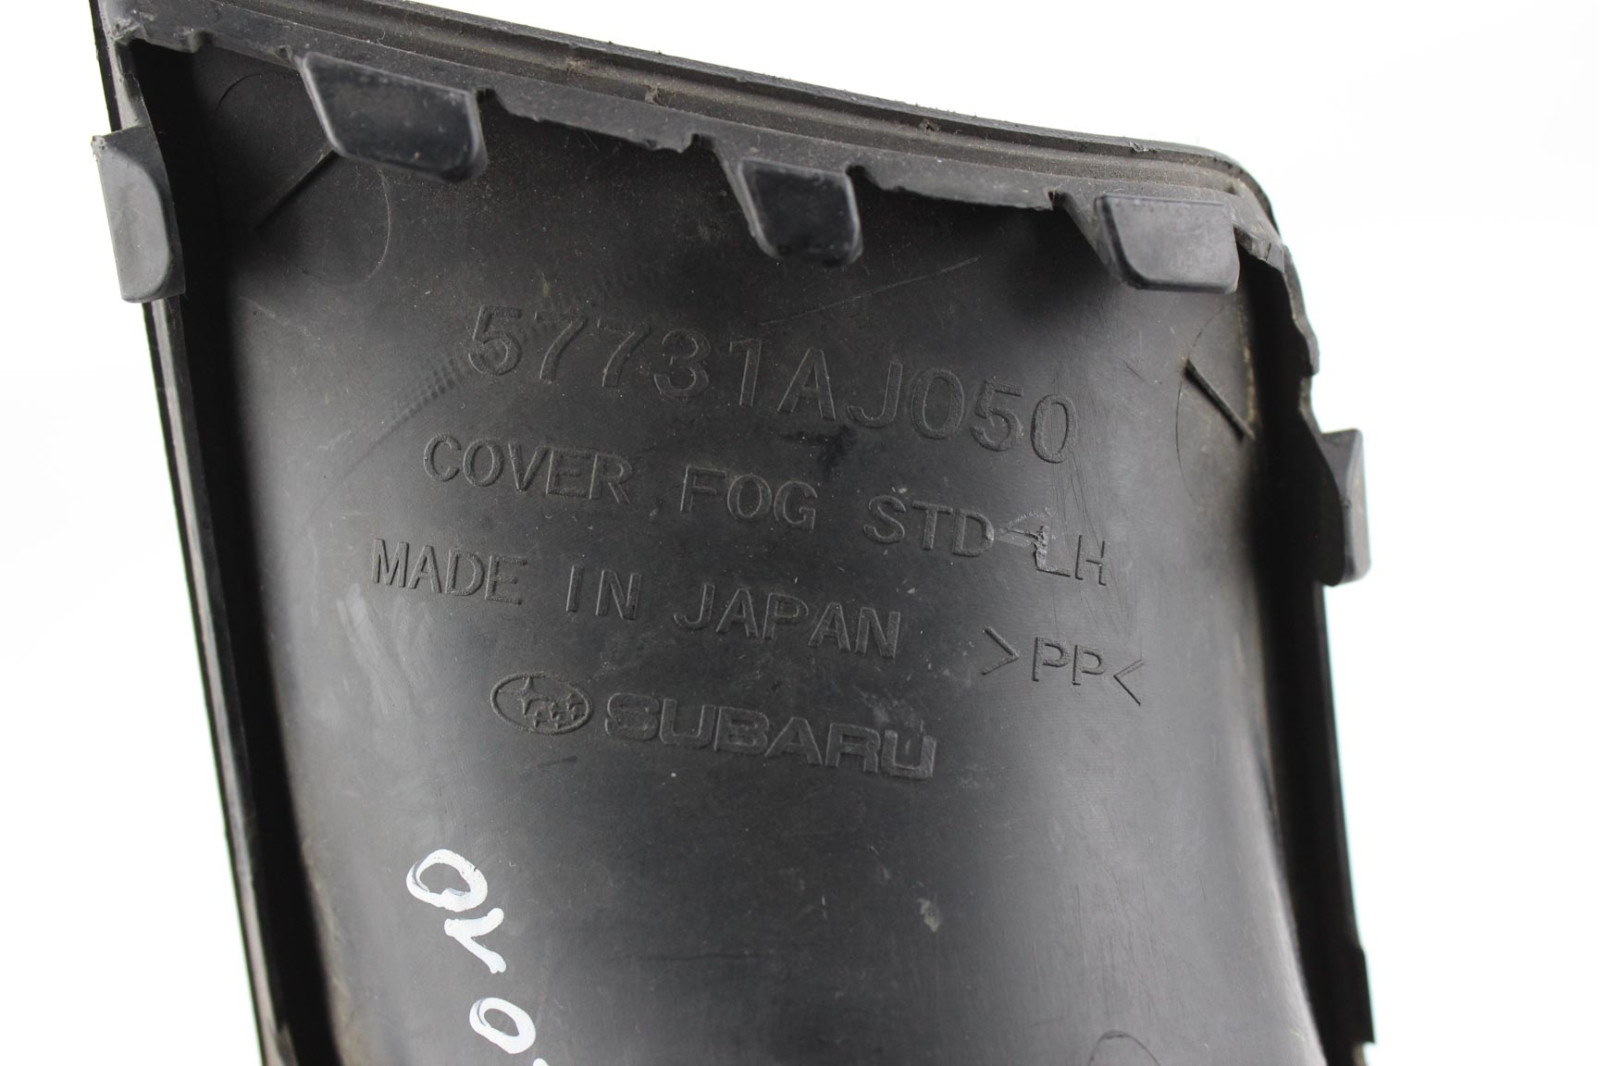 57731AJ050
COVER FOG STD-LH
MADE IN JAPAN >PP<
SUBARU